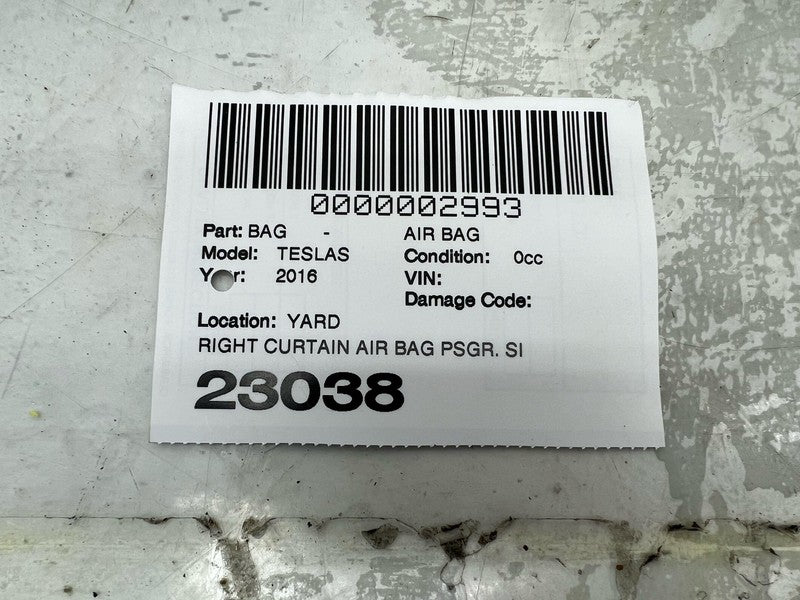 0000002993
Part: BAG - AIR BAG
Model: TESLAS Condition: 0cc
Year: 2016 VIN:
Damage Code:
Location: YARD
RIGHT CURTAIN AIR BAG PSGR. SI
23038